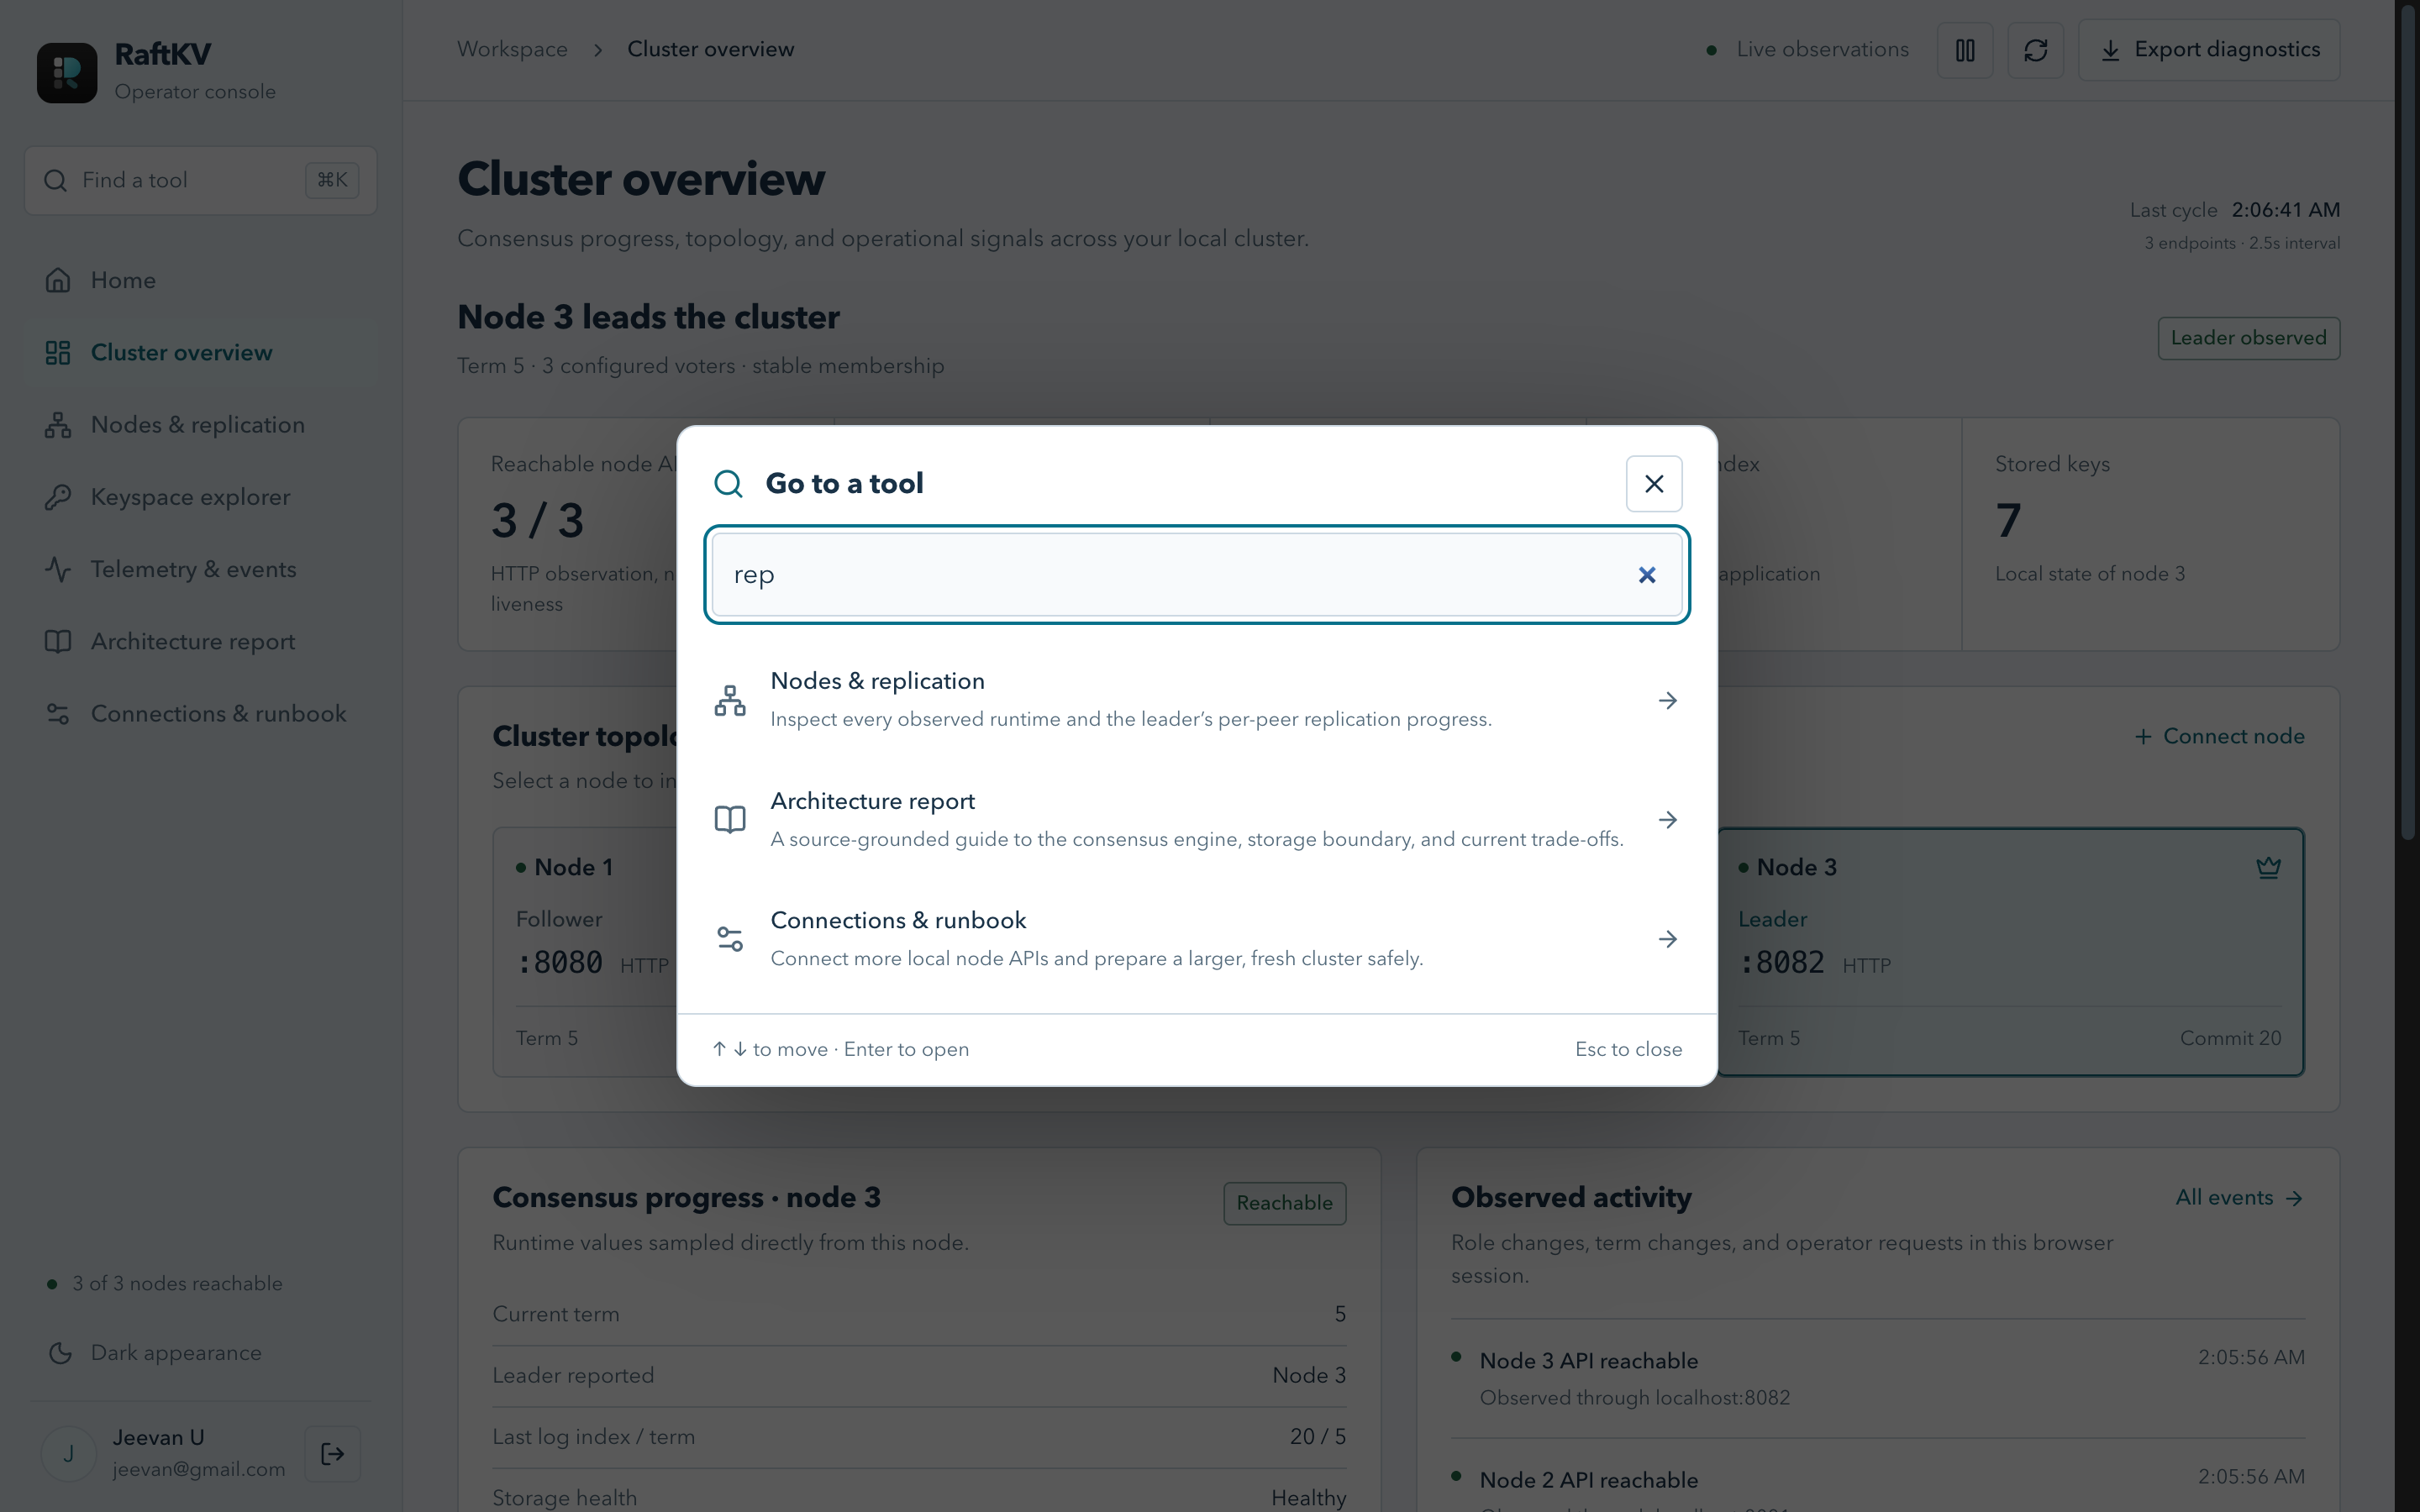 RaftKV
Operator console
Find a tool
⌘K
Home
Cluster overview
Nodes & replication
Keyspace explorer
Telemetry & events
Architecture report
Connections & runbook
3 of 3 nodes reachable
Dark appearance
J
Jeevan U
jeevan@gmail.com
Workspace
Cluster overview
Live observations
Export diagnostics
Cluster overview
Consensus progress, topology, and operational signals across your local cluster.
Last cycle 2:06:41 AM
3 endpoints · 2.5s interval
Node 3 leads the cluster
Term 5 · 3 configured voters · stable membership
Leader observed
Reachable node
3 / 3
HTTP observation,
liveness
application
Stored keys
7
Local state of node 3
Go to a tool
rep
Nodes & replication
Inspect every observed runtime and the leader’s per-peer replication progress.
Architecture report
A source-grounded guide to the consensus engine, storage boundary, and current trade-offs.
Connections & runbook
Connect more local node APIs and prepare a larger, fresh cluster safely.
↑ ↓ to move · Enter to open
Esc to close
Cluster
Select a node to
+ Connect node
Node 1
Follower
:8080 HTTP
Term 5
Node 3
Leader
:8082 HTTP
Term 5
Commit 20
Consensus progress · node 3
Reachable
Runtime values sampled directly from this node.
Current term
5
Leader reported
Node 3
Last log index / term
20 / 5
Storage health
Healthy
Observed activity
All events
Role changes, term changes, and operator requests in this browser
session.
Node 3 API reachable
2:05:56 AM
Observed through localhost:8082
Node 2 API reachable
2:05:56 AM